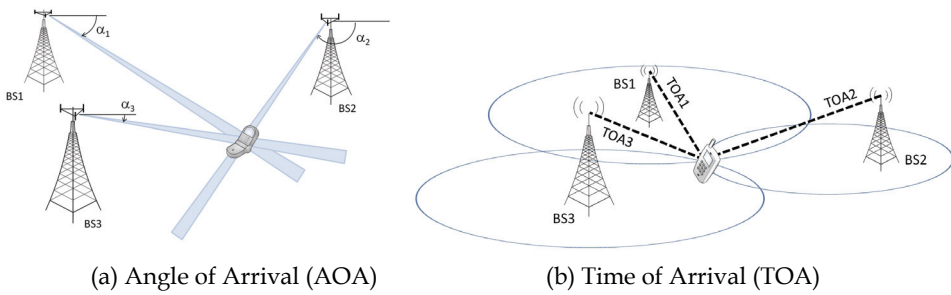 α1
α2
BS1
BS2
α3
BS3
(a) Angle of Arrival (AOA)
BS1
TOA1
TOA2
TOA3
BS2
BS3
(b) Time of Arrival (TOA)